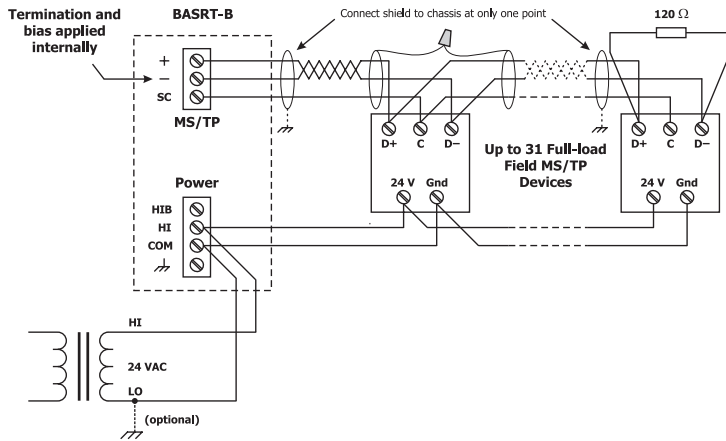 Termination and
bias applied
internally
BASRT-B
Connect shield to chassis at only one point
120 Ω
+
−
SC
MS/TP
D+ C D−
D+ C D−
Up to 31 Full-load
Field MS/TP
Devices
24 V Gnd
24 V Gnd
Power
HIB
HI
COM
HI
24 VAC
LO
(optional)